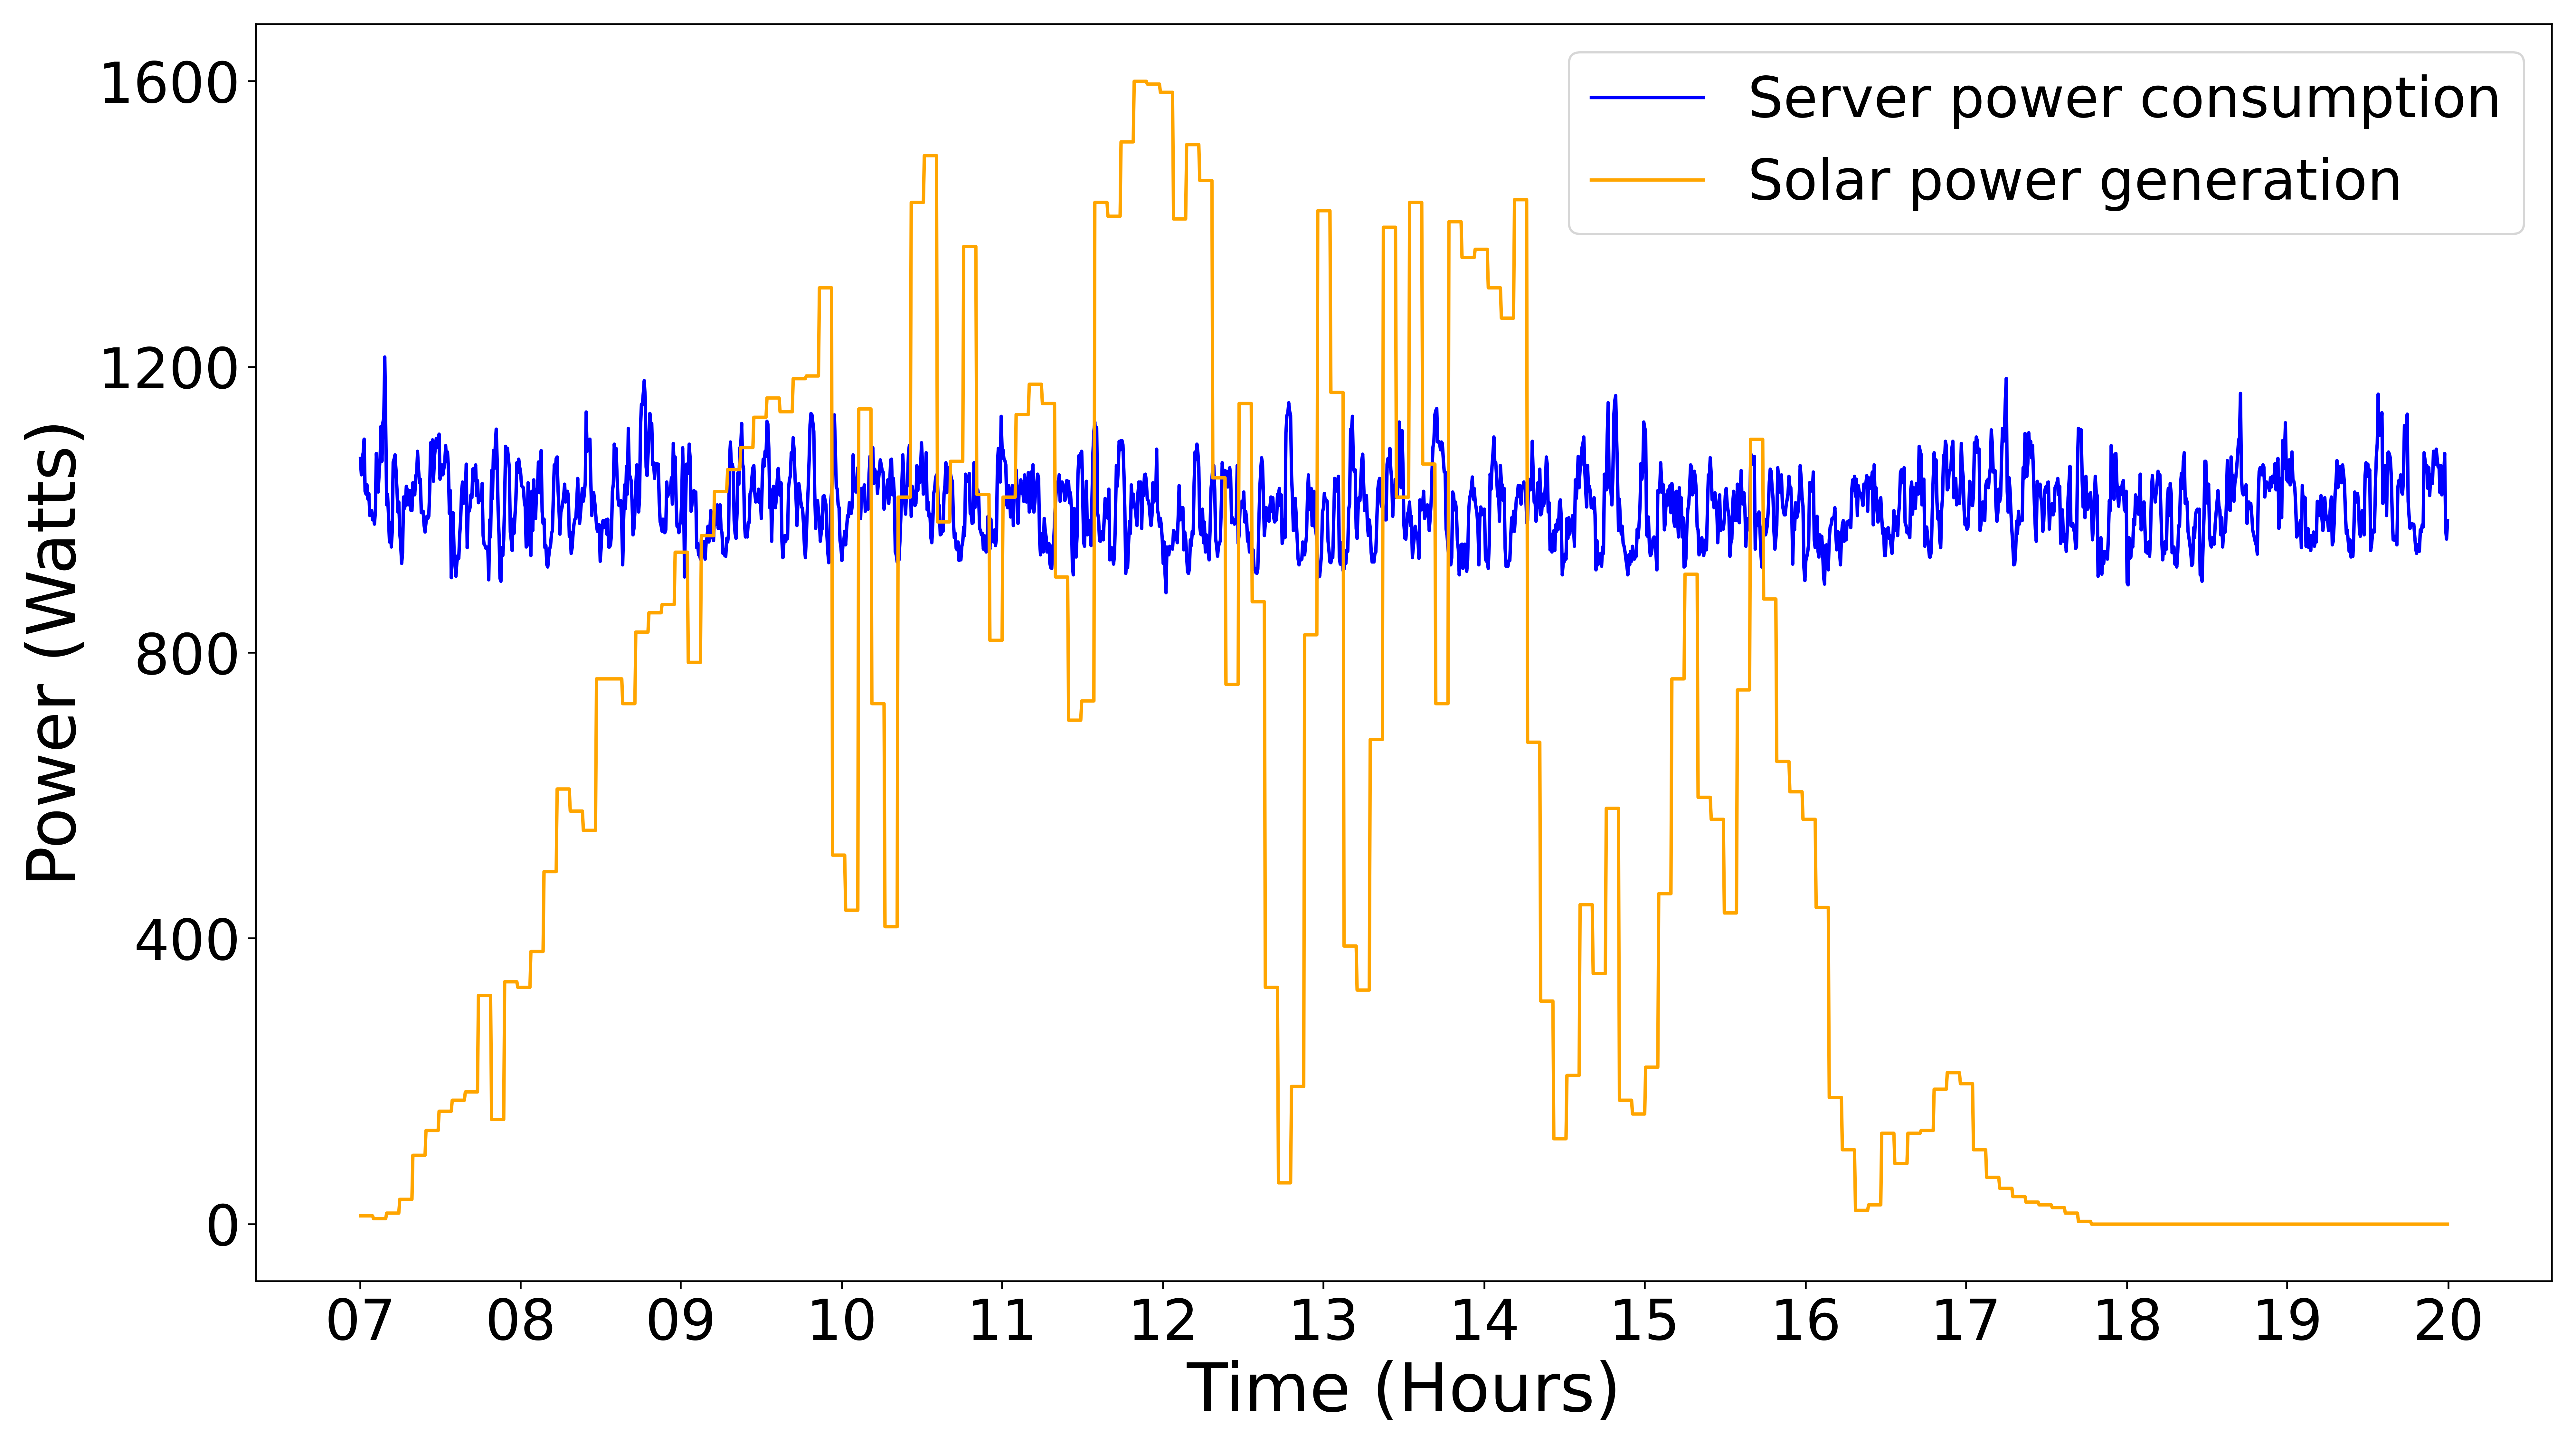 Power (Watts)
1600
1200
800
400
0
Server power consumption
Solar power generation
07 08 09 10 11 12 13 14 15 16 17 18 19 20
Time (Hours)